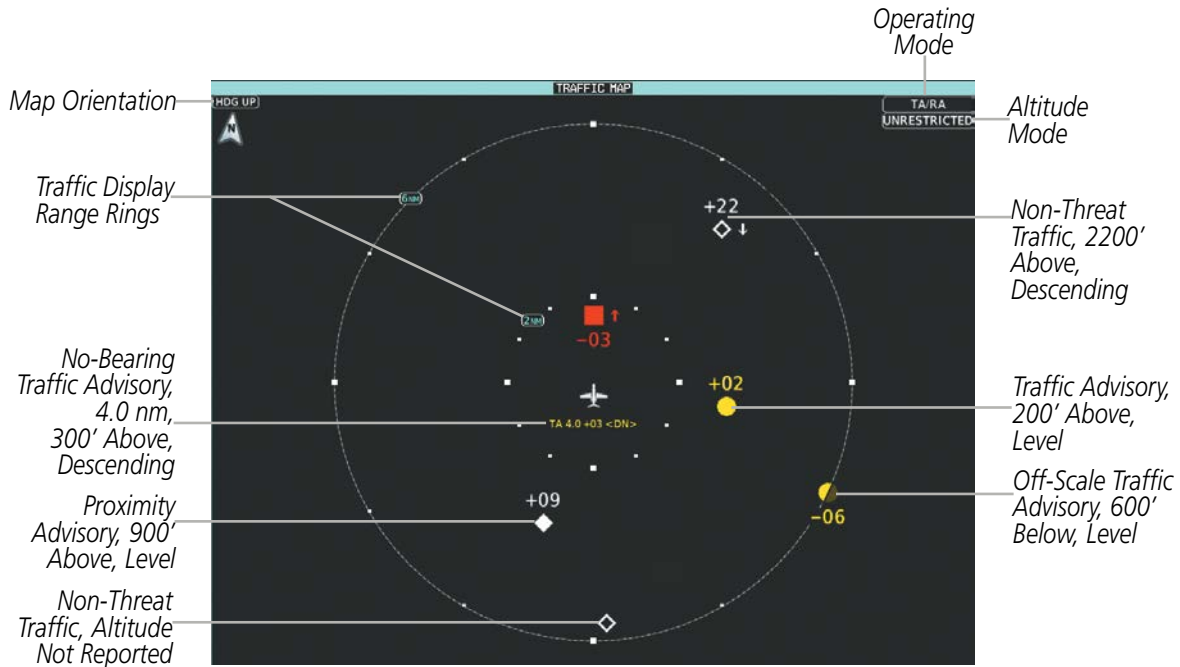 Operating
Mode
TRAFFIC MAP
Map Orientation
HDG UP
N
TA/RA
UNRESTRICTED
Altitude
Mode
Traffic Display
Range Rings
6NM
+22
Non-Threat
Traffic, 2200'
Above,
Descending
2NM
-03
No-Bearing
Traffic Advisory,
4.0 nm,
300' Above,
Descending
+02
TA 4.0 +03 <DN>
Traffic Advisory,
200' Above,
Level
Proximity
Advisory, 900'
Above, Level
+09
-06
Off-Scale Traffic
Advisory, 600'
Below, Level
Non-Threat
Traffic, Altitude
Not Reported